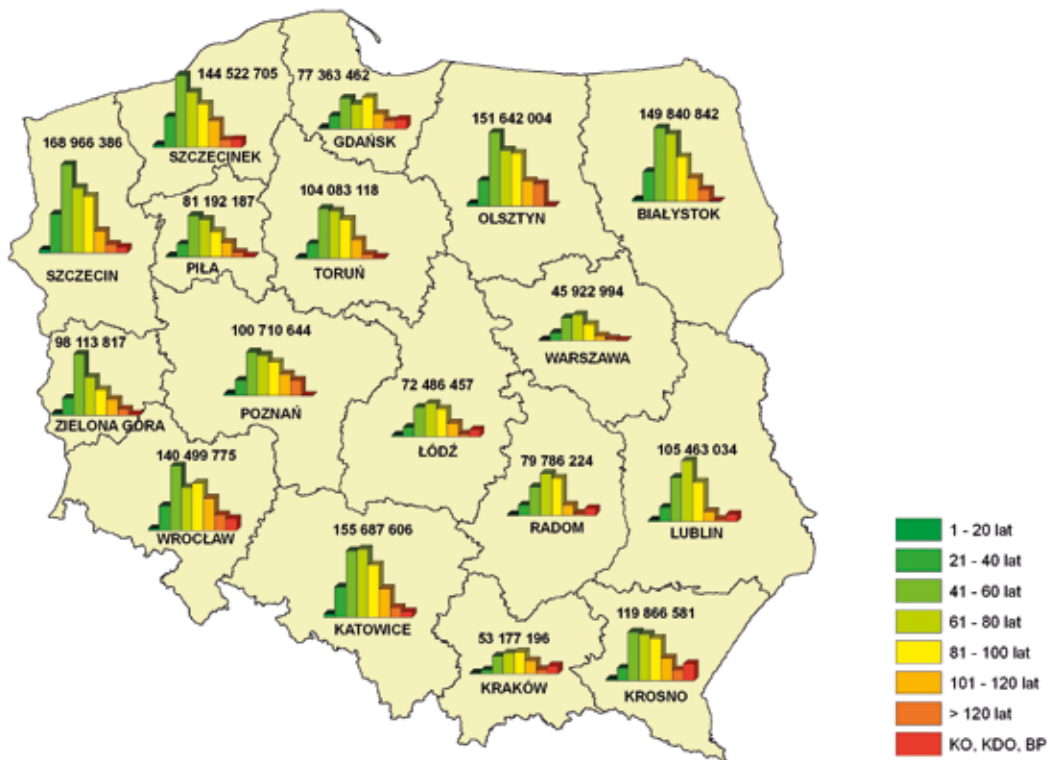 144 522 705
SZCZECINEK
77 363 462
GDAŃSK
151 642 004
OLSZTYN
149 840 842
BIAŁYSTOK
168 966 386
SZCZECIN
81 192 187
PIŁA
104 083 118
TORUŃ
45 922 994
WARSZAWA
98 113 817
ZIELONA GÓRA
100 710 644
POZNAŃ
72 486 457
ŁÓDŹ
140 499 775
WROCŁAW
79 786 224
RADOM
105 463 034
LUBLIN
155 687 606
KATOWICE
53 177 196
KRAKÓW
119 866 581
KROSNO
1 - 20 lat
21 - 40 lat
41 - 60 lat
61 - 80 lat
81 - 100 lat
101 - 120 lat
> 120 lat
KO, KDO, BP